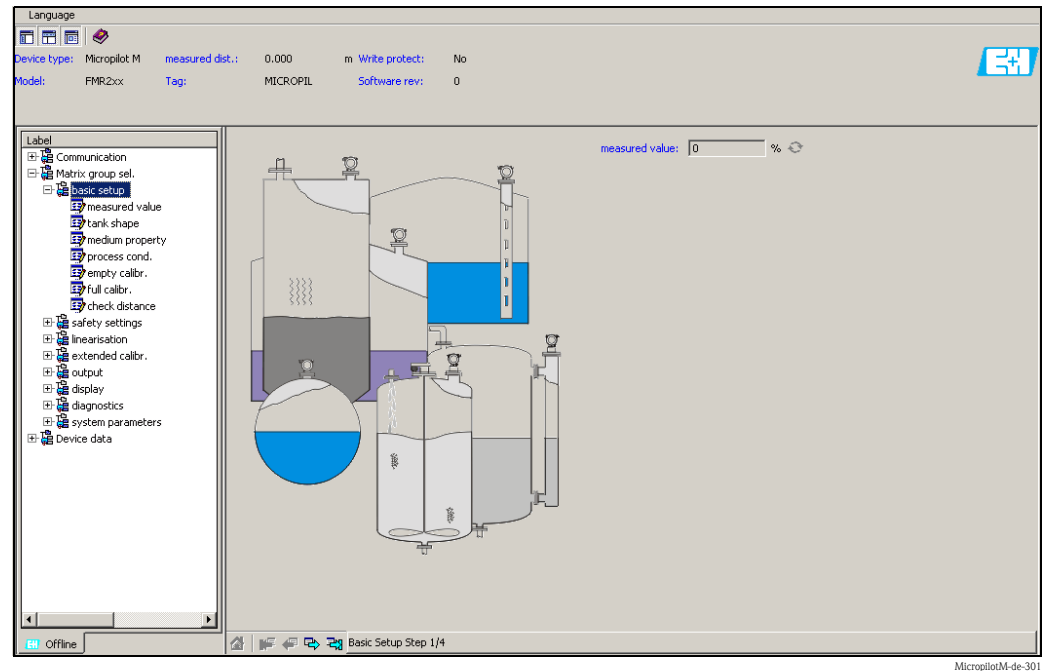 Language
Device type: Micropilot M measured dist.: 0.000 m Write protect: No
Model: FMR2xx Tag: MICROPIL Software rev: 0
E+H
Label
Communication
Matrix group sel.
basic setup
measured value
tank shape
medium property
process cond.
empty calibr.
full calibr.
check distance
safety settings
linearisation
extended calibr.
output
display
diagnostics
system parameters
Device data
measured value: 0 %
Offline
Basic Setup Step 1/4
MicropilotM-de-301